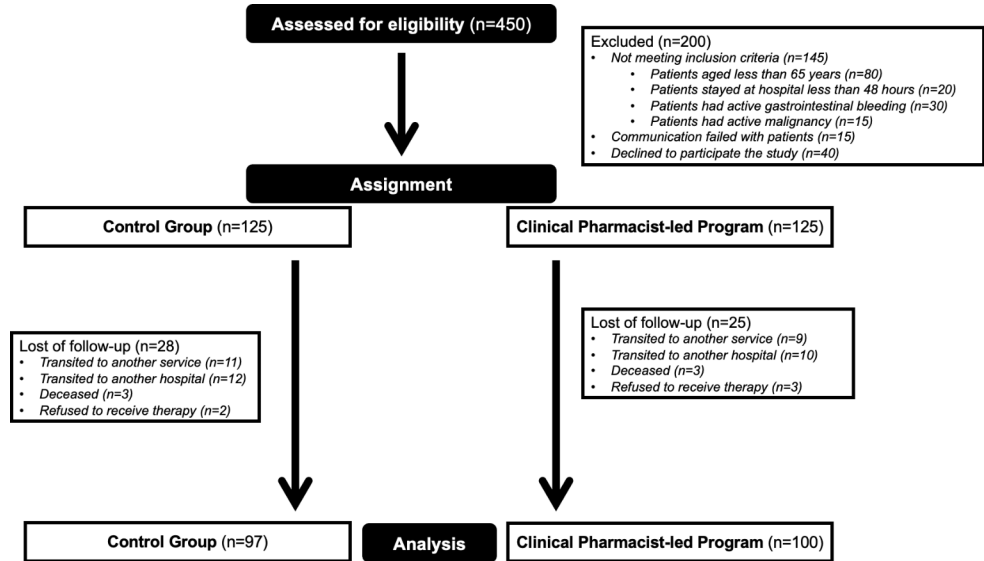 Assessed for eligibility (n=450)
Excluded (n=200)
• Not meeting inclusion criteria (n=145)
• Patients aged less than 65 years (n=80)
• Patients stayed at hospital less than 48 hours (n=20)
• Patients had active gastrointestinal bleeding (n=30)
• Patients had active malignancy (n=15)
• Communication failed with patients (n=15)
• Declined to participate the study (n=40)
Assignment
Control Group (n=125)
Clinical Pharmacist-led Program (n=125)
Lost of follow-up (n=28)
• Transited to another service (n=11)
• Transited to another hospital (n=12)
• Deceased (n=3)
• Refused to receive therapy (n=2)
Lost of follow-up (n=25)
• Transited to another service (n=9)
• Transited to another hospital (n=10)
• Deceased (n=3)
• Refused to receive therapy (n=3)
Control Group (n=97)
Analysis
Clinical Pharmacist-led Program (n=100)